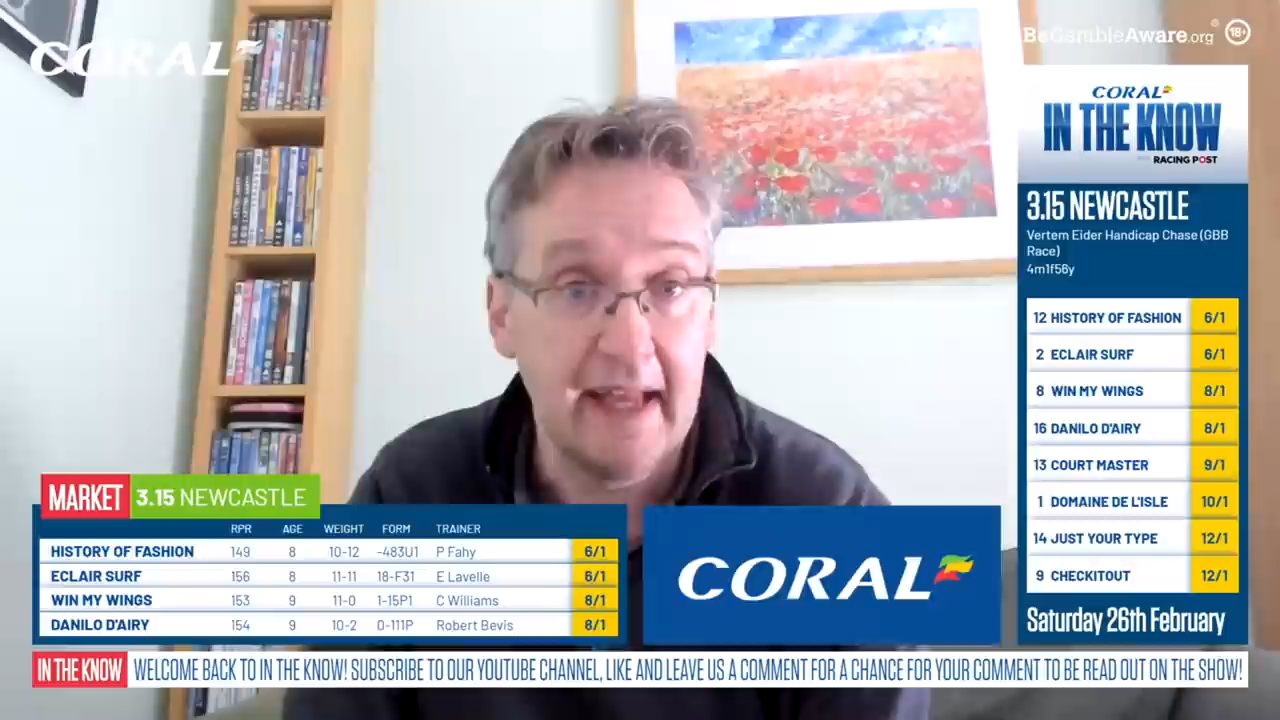 CORAL
BeGambleAware.org 18+
CORAL
IN THE KNOW
RACING POST
3.15 NEWCASTLE
Vertem Eider Handicap Chase (GBB
Race)
4m1f56y
12 HISTORY OF FASHION 6/1
2 ECLAIR SURF 6/1
8 WIN MY WINGS 8/1
16 DANILO D'AIRY 8/1
13 COURT MASTER 9/1
1 DOMAINE DE L'ISLE 10/1
14 JUST YOUR TYPE 12/1
9 CHECKITOUT 12/1
Saturday 26th February
MARKET 3.15 NEWCASTLE
RPR AGE WEIGHT FORM TRAINER
HISTORY OF FASHION 149 8 10-12 -483U1 P Fahy 6/1
ECLAIR SURF 156 8 11-11 18-F31 E Lavelle 6/1
WIN MY WINGS 153 9 11-0 1-15P1 C Williams 8/1
DANILO D'AIRY 154 9 10-2 0-111P Robert Bevis 8/1
CORAL
IN THE KNOW WELCOME BACK TO IN THE KNOW! SUBSCRIBE TO OUR YOUTUBE CHANNEL, LIKE AND LEAVE US A COMMENT FOR A CHANCE FOR YOUR COMMENT TO BE READ OUT ON THE SHOW!